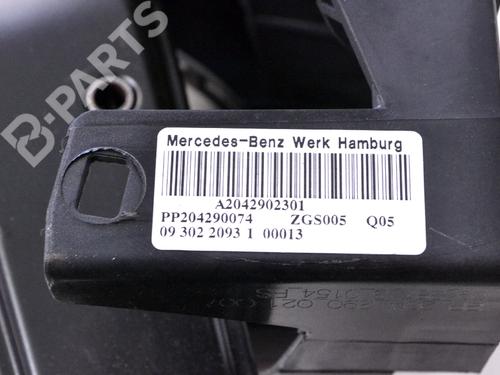 B-PARTS
Mercedes-Benz Werk Hamburg
A2042902301
PP204290074 ZGS005 Q05
09 302 2093 1 00013